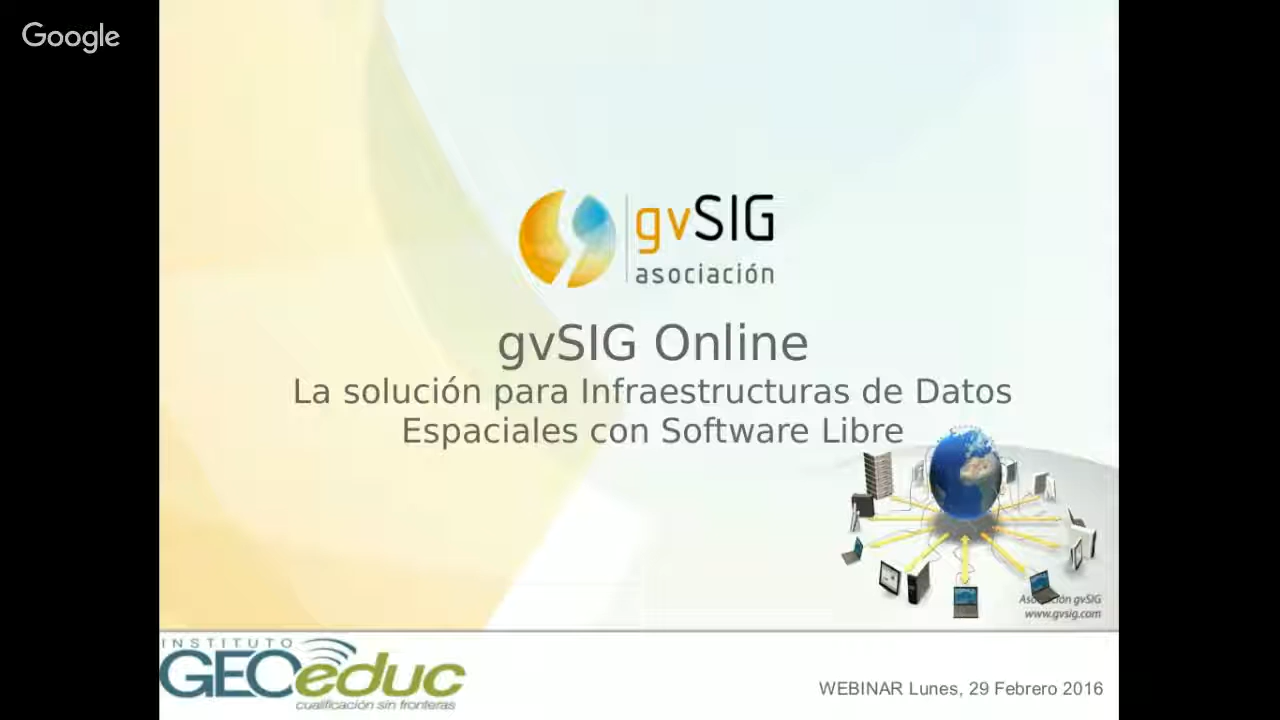 Google
gvSIG
asociación
gvSIG Online
La solución para Infraestructuras de Datos
Espaciales con Software Libre
Asociación gvSIG
www.gvsig.com
INSTITUTO
GEOeduc
cualificación sin fronteras
WEBINAR Lunes, 29 Febrero 2016